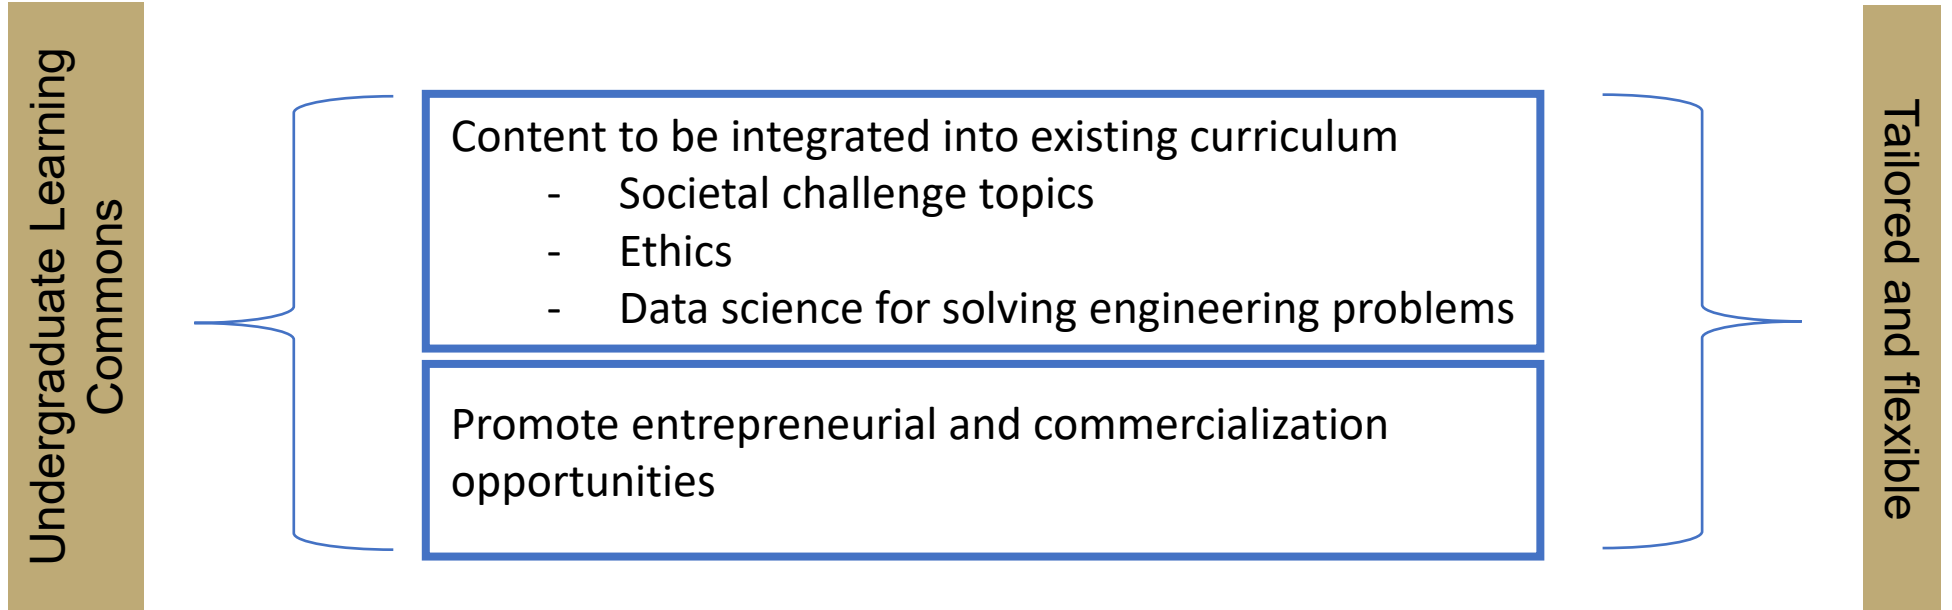 Undergraduate Learning
Commons
Content to be integrated into existing curriculum
- Societal challenge topics
- Ethics
- Data science for solving engineering problems
Promote entrepreneurial and commercialization
opportunities
Tailored and flexible